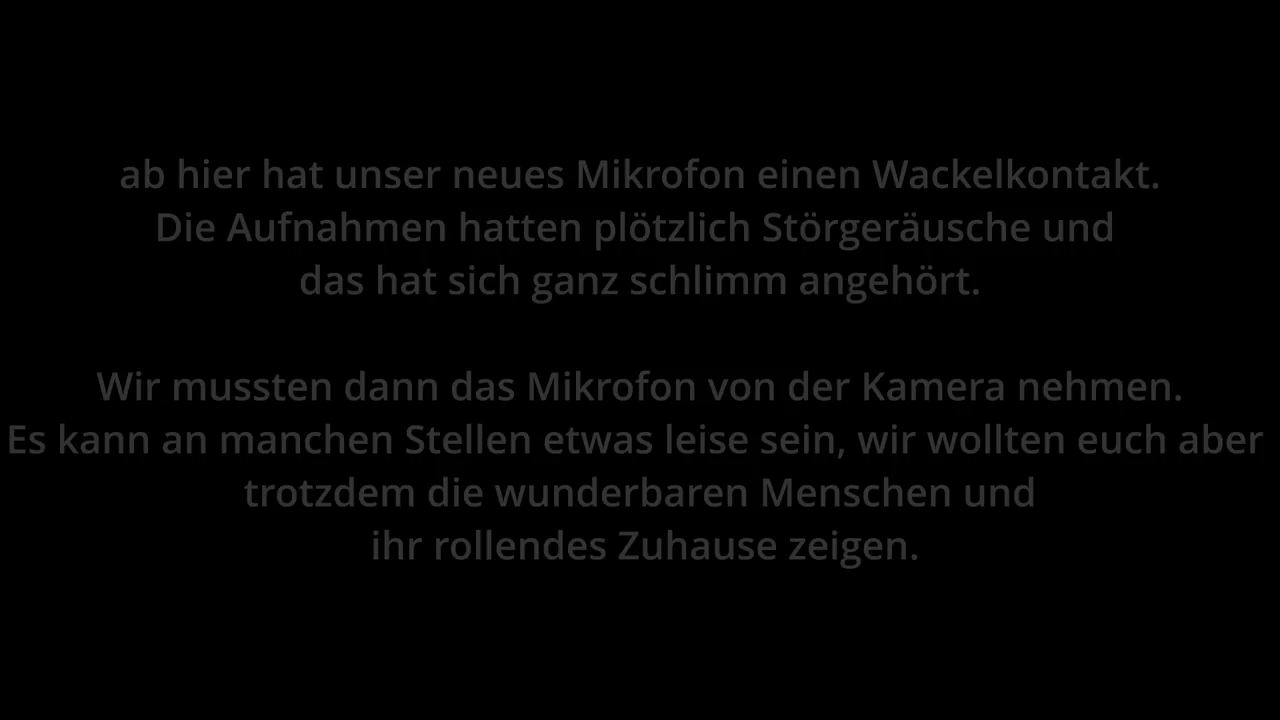 ab hier hat unser neues Mikrofon einen Wackelkontakt.
Die Aufnahmen hatten plötzlich Störgeräusche und
das hat sich ganz schlimm angehört.
Wir mussten dann das Mikrofon von der Kamera nehmen.
Es kann an manchen Stellen etwas leise sein, wir wollten euch aber
trotzdem die wunderbaren Menschen und
ihr rollendes Zuhause zeigen.